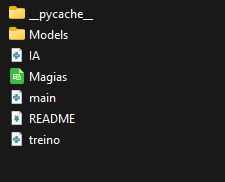 __pycache__
Models
IA
Magias
main
README
treino